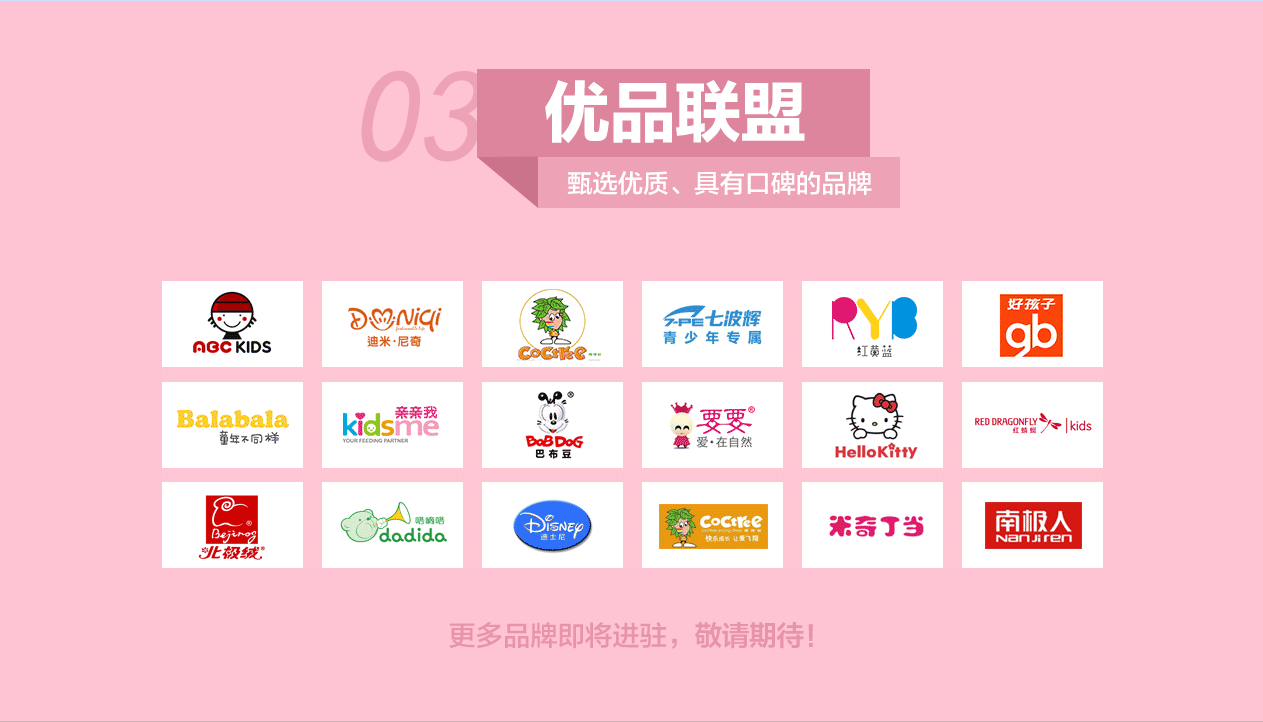 03
优品联盟
甄选优质、具有口碑的品牌
ABC KIDS
DONiQi
迪米·尼奇
CoCtree
7-PE 七波辉
青少年专属
RYB
红黄蓝
好孩子
gb
Balabala
童年不同样
kidsme 亲亲我
YOUR FEEDING PARTNER
BOBDOG
巴布豆
®
爱·在自然
HelloKitty
RED DRAGONFLY kids
红蜻蜓
Bejirog ®
北极绒®
嗒嘀嗒
dadida
Disney
迪士尼
CoCtree
快乐成长 让爱飞翔
米奇丁当
南极人
Nanjiren
更多品牌即将进驻，敬请期待！